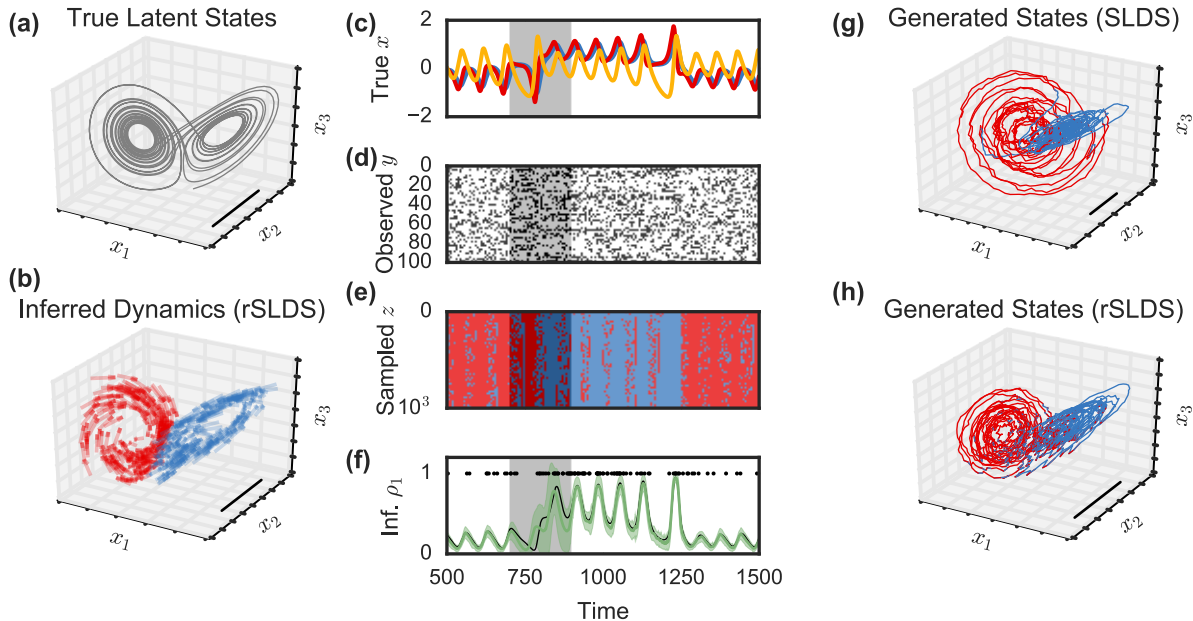 (a)
True Latent States
x₁
x₂
x₃
(b)
Inferred Dynamics (rSLDS)
x₁
x₂
x₃
(c)
True x
2
0
−2
(d)
Observed y
0
20
40
60
80
100
(e)
Sampled z
0
10³
(f)
Inf. ρ₁
1
0
500
750
1000
1250
1500
Time
(g)
Generated States (SLDS)
x₁
x₂
x₃
(h)
Generated States (rSLDS)
x₁
x₂
x₃